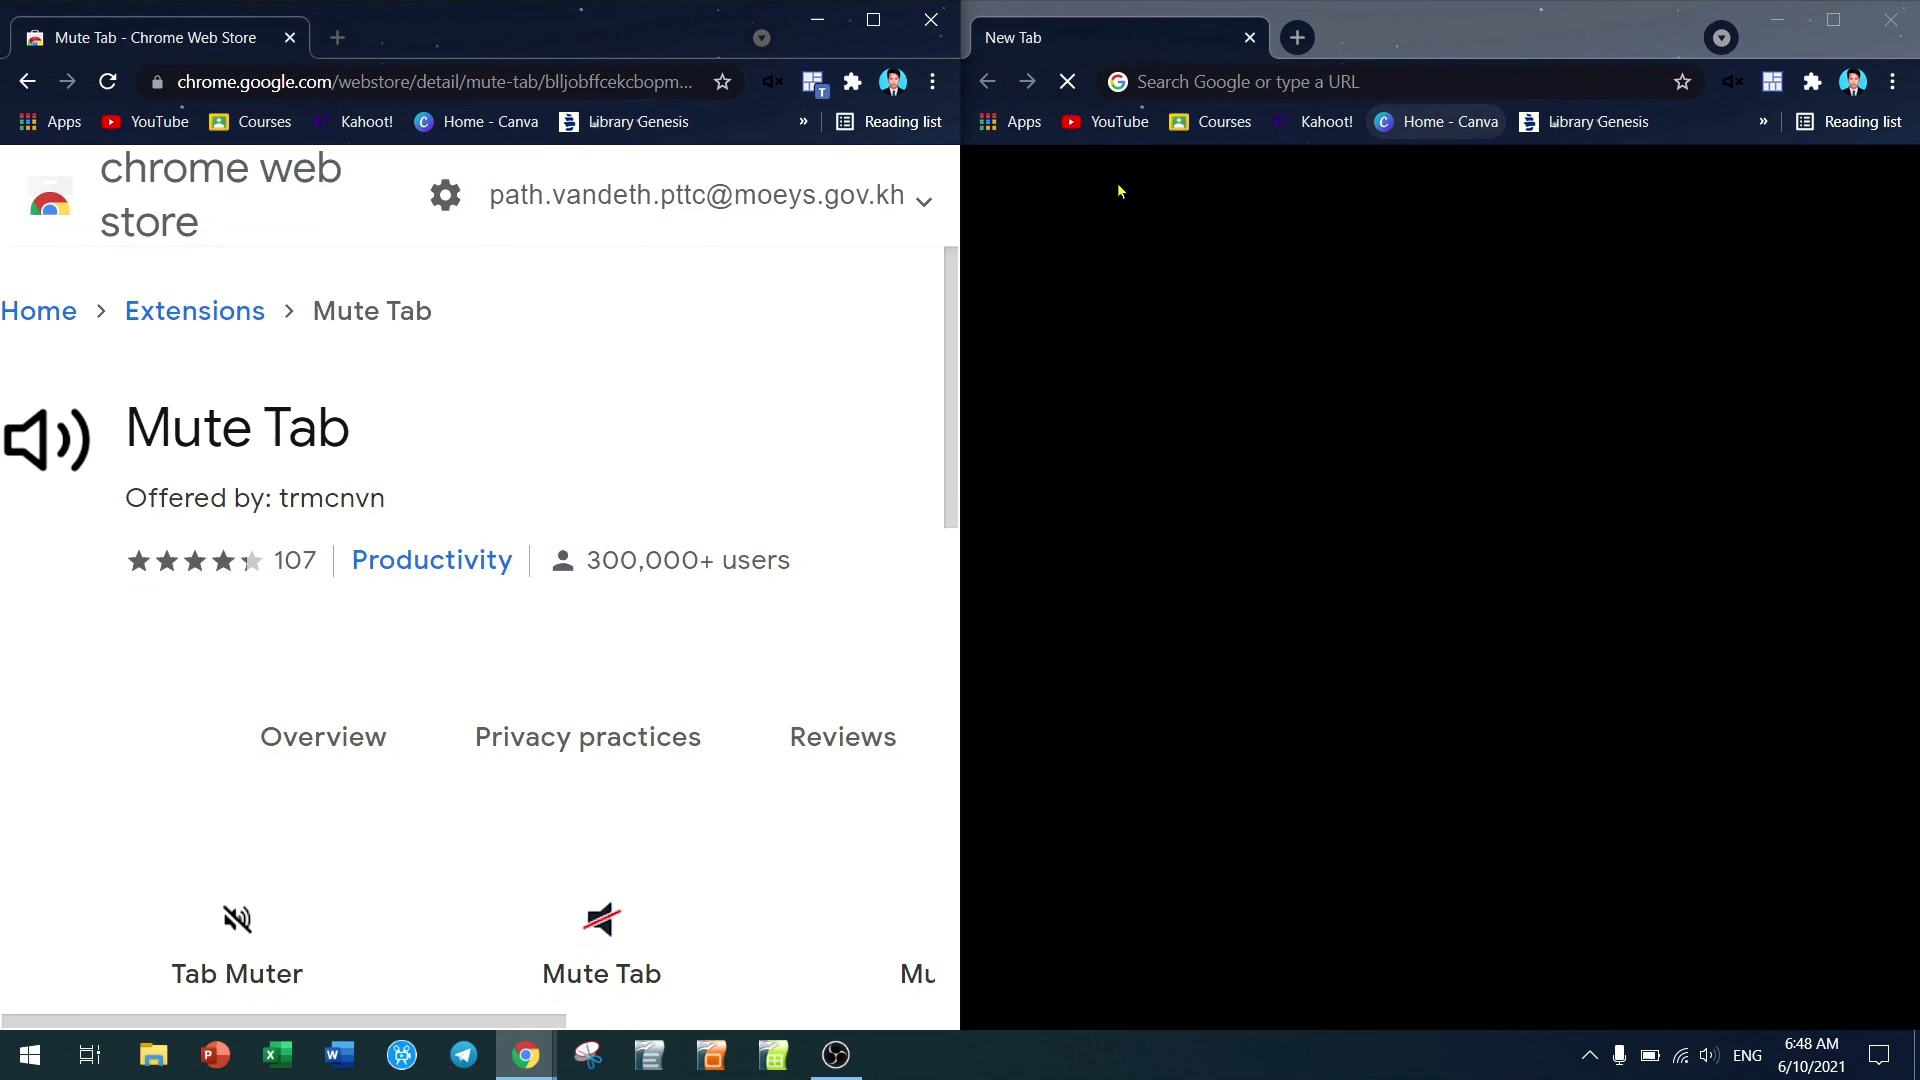 Mute Tab - Chrome Web Store
chrome.google.com/webstore/detail/mute-tab/blljobffcekcbopm...
Apps
YouTube
Courses
Kahoot!
Home - Canva
Library Genesis
»
Reading list
chrome web
store
path.vandeth.pttc@moeys.gov.kh
Home > Extensions > Mute Tab
Mute Tab
Offered by: trmcnvn
107
Productivity
300,000+ users
Overview
Privacy practices
Reviews
Tab Muter
Mute Tab
Mu
New Tab
Search Google or type a URL
Apps
YouTube
Courses
Kahoot!
Home - Canva
Library Genesis
»
Reading list
ENG
6:48 AM
6/10/2021